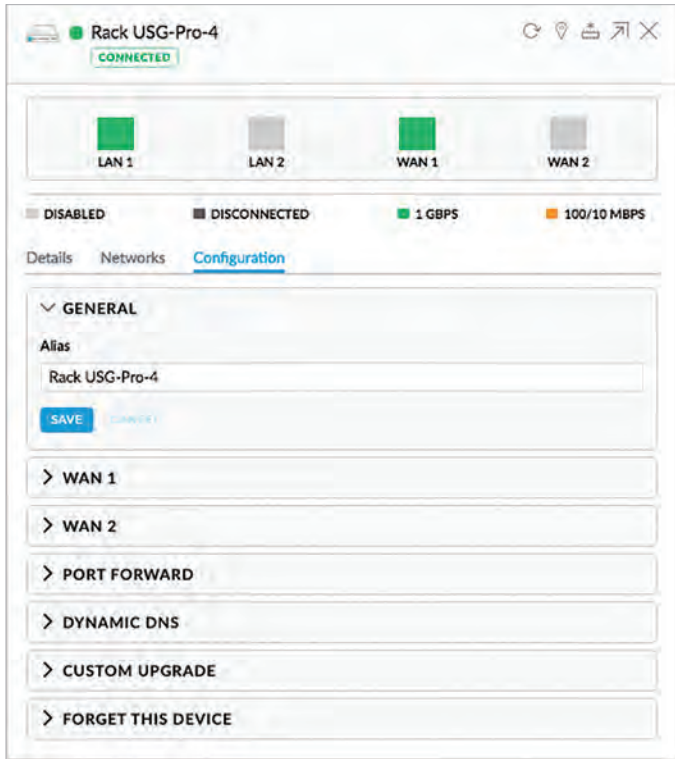 Rack USG-Pro-4
CONNECTED
LAN 1 LAN 2 WAN 1 WAN 2
DISABLED DISCONNECTED 1 GBPS 100/10 MBPS
Details Networks Configuration
GENERAL
Alias
Rack USG-Pro-4
SAVE
WAN 1
WAN 2
PORT FORWARD
DYNAMIC DNS
CUSTOM UPGRADE
FORGET THIS DEVICE